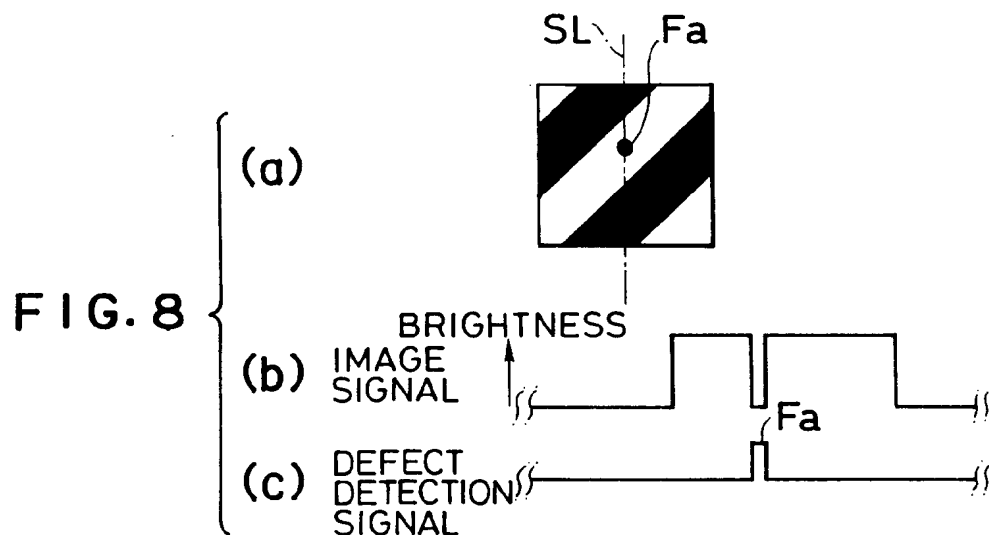 SL Fa
(a)
FIG. 8
BRIGHTNESS
(b) IMAGE
SIGNAL
Fa
(c) DEFECT
DETECTION
SIGNAL